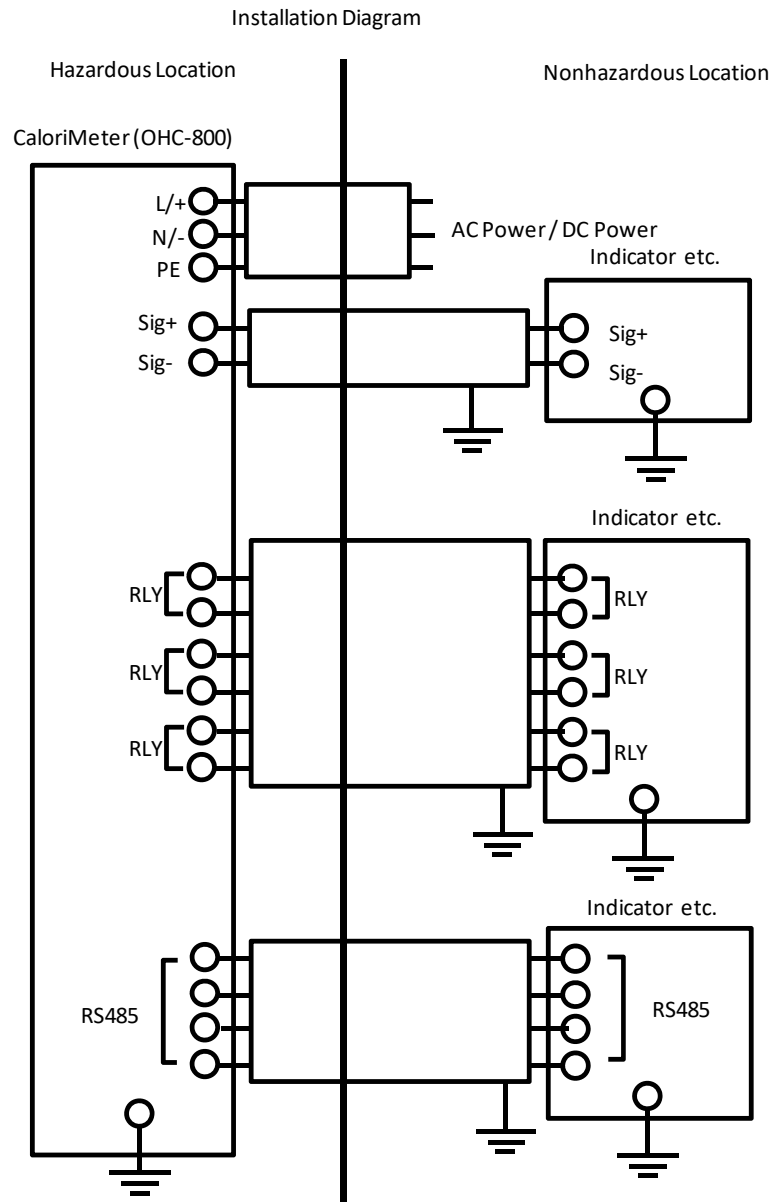 Installation Diagram
Hazardous Location
Nonhazardous Location
CaloriMeter (OHC-800)
L/+
N/-
PE
AC Power / DC Power
Indicator etc.
Sig+
Sig-
Sig+
Sig-
Indicator etc.
RLY
RLY
RLY
RLY
RLY
RLY
Indicator etc.
RS485
RS485